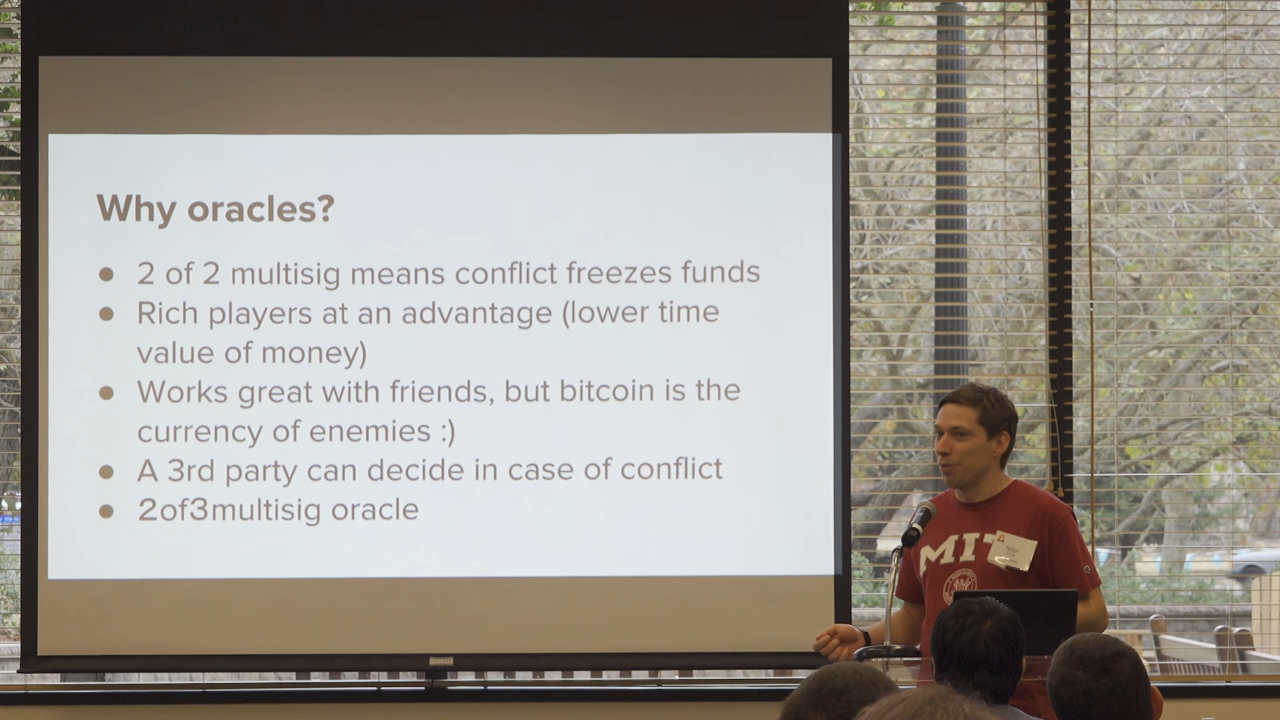 Why oracles?
● 2 of 2 multisig means conflict freezes funds
● Rich players at an advantage (lower time
value of money)
● Works great with friends, but bitcoin is the
currency of enemies :)
● A 3rd party can decide in case of conflict
● 2of3multisig oracle
MIT